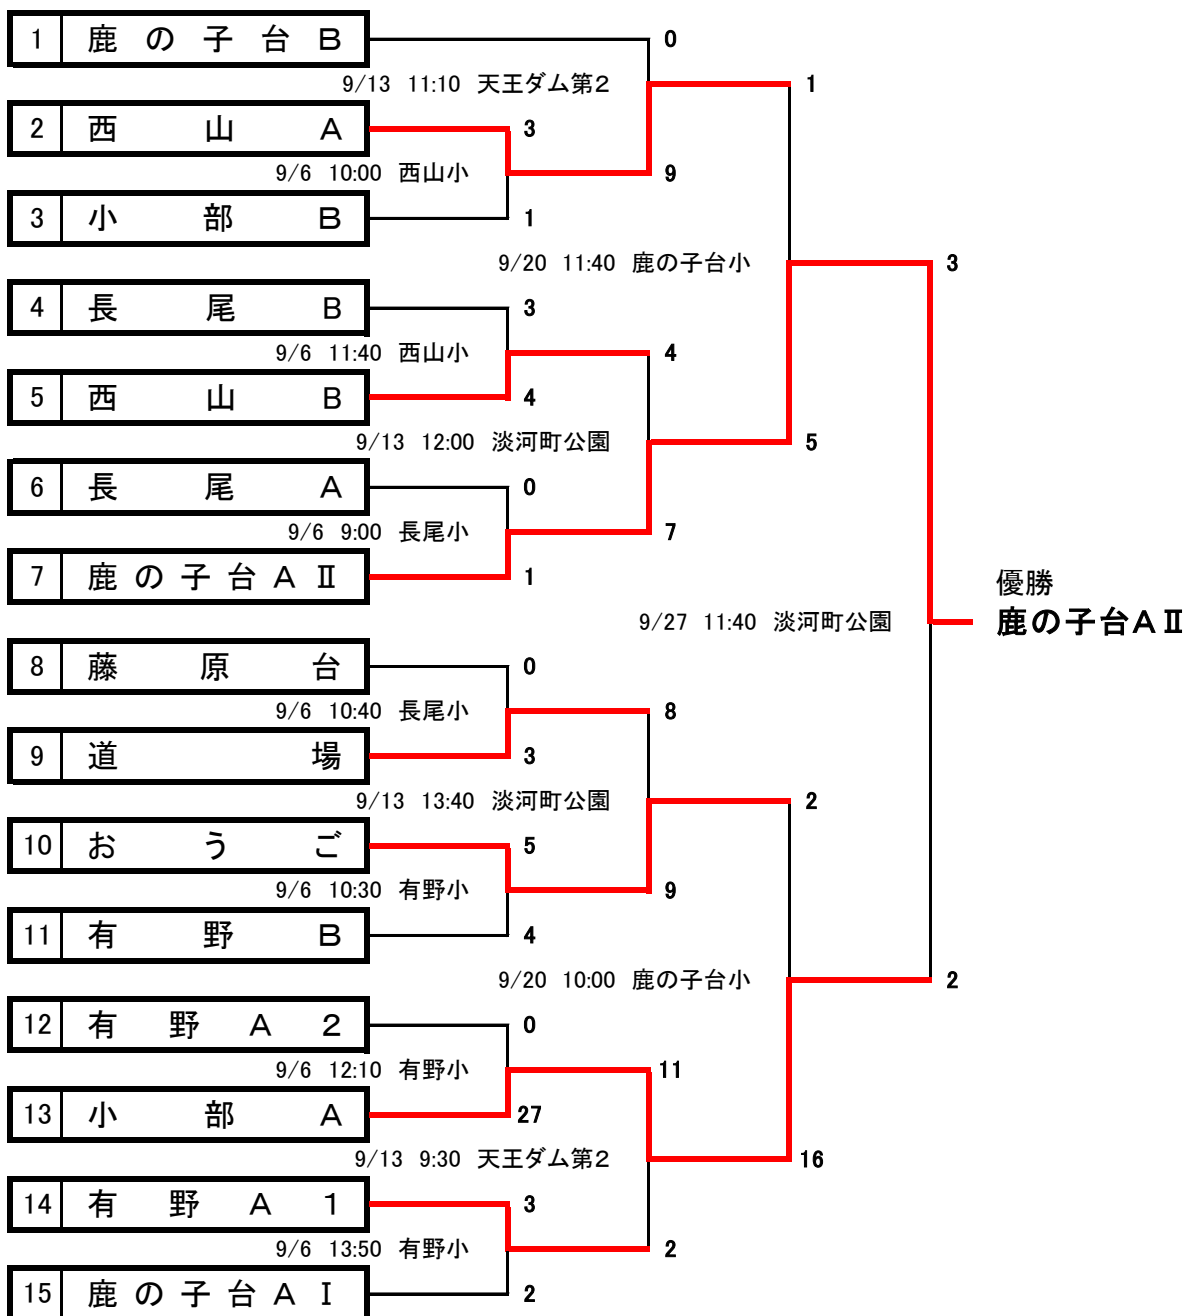 1 鹿の子台B 0
9/13 11:10 天王ダム第2 1
2 西山A 3
9/6 10:00 西山小 9
3 小部B 1
9/20 11:40 鹿の子台小 3
4 長尾B 3
9/6 11:40 西山小 4
5 西山B 4
9/13 12:00 淡河町公園 5
6 長尾A 0
9/6 9:00 長尾小 7
7 鹿の子台AⅡ 1
優勝
9/27 11:40 淡河町公園 鹿の子台AⅡ
8 藤原台 0
9/6 10:40 長尾小 8
9 道場 3
9/13 13:40 淡河町公園 2
10 おうご 5
9/6 10:30 有野小 9
11 有野B 4
9/20 10:00 鹿の子台小 2
12 有野A2 0
9/6 12:10 有野小 11
13 小部A 27
9/13 9:30 天王ダム第2 16
14 有野A1 3
9/6 13:50 有野小 2
15 鹿の子台AⅠ 2